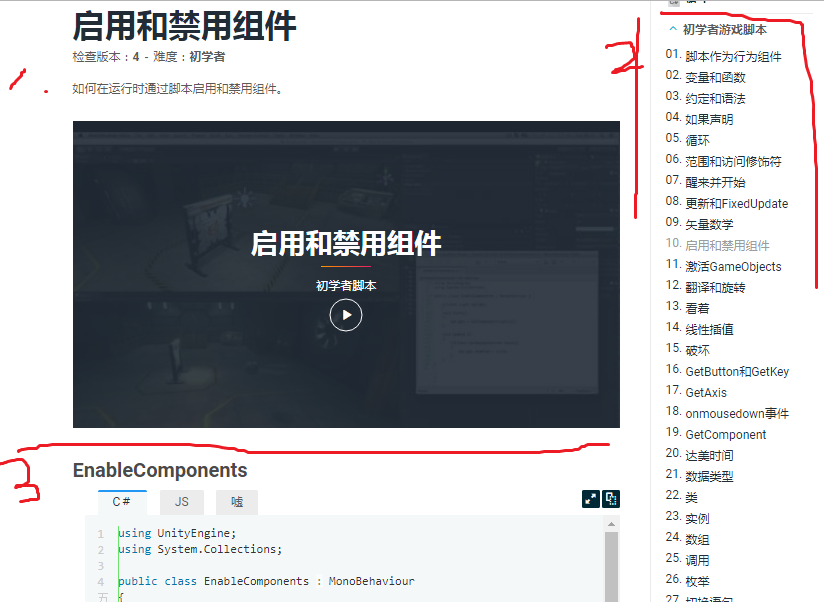 启用和禁用组件
检查版本：4 - 难度：初学者
如何在运行时通过脚本启用和禁用组件。
1.
启用和禁用组件
初学者脚本
3
EnableComponents
C#
JS
嘘
1 using UnityEngine;
2 using System.Collections;
3
4 public class EnableComponents : MonoBehaviour
五 {
2
初学者游戏脚本
01. 脚本作为行为组件
02. 变量和函数
03. 约定和语法
04. 如果声明
05. 循环
06. 范围和访问修饰符
07. 醒来并开始
08. 更新和FixedUpdate
09. 矢量数学
10. 启用和禁用组件
11. 激活GameObjects
12. 翻译和旋转
13. 看着
14. 线性插值
15. 破坏
16. GetButton和GetKey
17. GetAxis
18. onmousedown事件
19. GetComponent
20. 达美时间
21. 数据类型
22. 类
23. 实例
24. 数组
25. 调用
26. 枚举
27. 切换语句